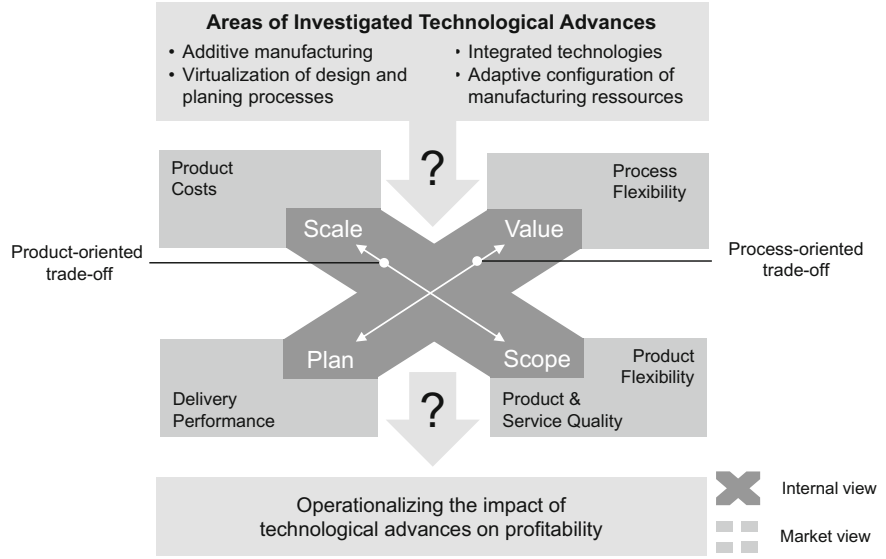 Areas of Investigated Technological Advances
• Additive manufacturing
• Virtualization of design and
planing processes
• Integrated technologies
• Adaptive configuration of
manufacturing ressources
?
Product
Costs
Process
Flexibility
Scale
Value
Product-oriented
trade-off
Process-oriented
trade-off
Plan
Scope
Product
Flexibility
Delivery
Performance
?
Product &
Service Quality
Operationalizing the impact of
technological advances on profitability
Internal view
Market view